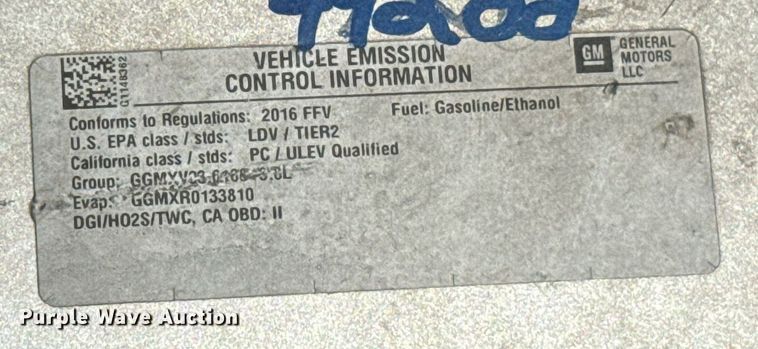 VEHICLE EMISSION
CONTROL INFORMATION
GM GENERAL
MOTORS
LLC
G1148362
Conforms to Regulations: 2016 FFV Fuel: Gasoline/Ethanol
U.S. EPA class / stds: LDV / TIER2
California class / stds: PC / ULEV Qualified
Group:
Evap: GGMXR0133810
DGI/HO2S/TWC, CA OBD: II
Purple Wave Auction